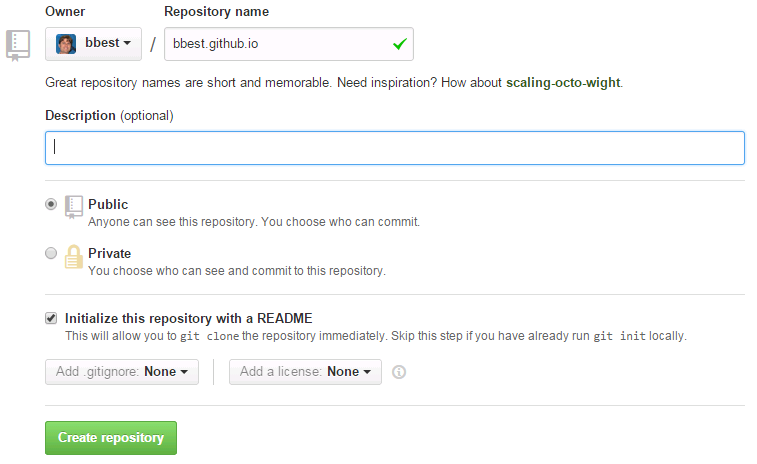 Owner Repository name
bbest / bbest.github.io
Great repository names are short and memorable. Need inspiration? How about scaling-octo-wight.
Description (optional)
Public
Anyone can see this repository. You choose who can commit.
Private
You choose who can see and commit to this repository.
Initialize this repository with a README
This will allow you to git clone the repository immediately. Skip this step if you have already run git init locally.
Add .gitignore: None Add a license: None
Create repository